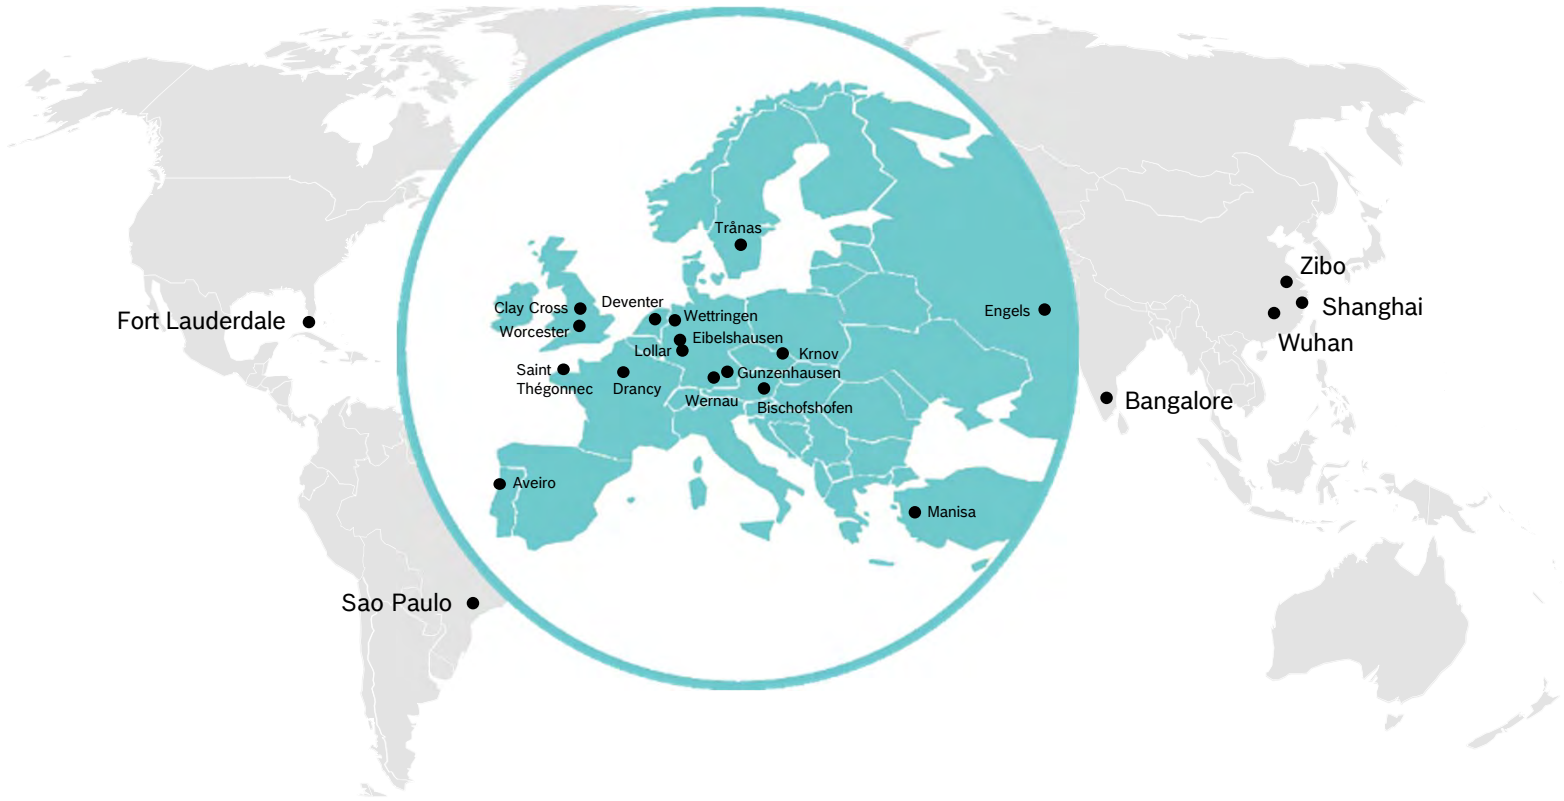 Trånas
Zibo
Clay Cross
Deventer
Shanghai
Engels
Fort Lauderdale
Wettringen
Worcester
Eibelshausen
Wuhan
Lollar
Krnov
Saint
Thégonnec
Drancy
Gunzenhausen
Wernau
Bischofshofen
Bangalore
Aveiro
Manisa
Sao Paulo